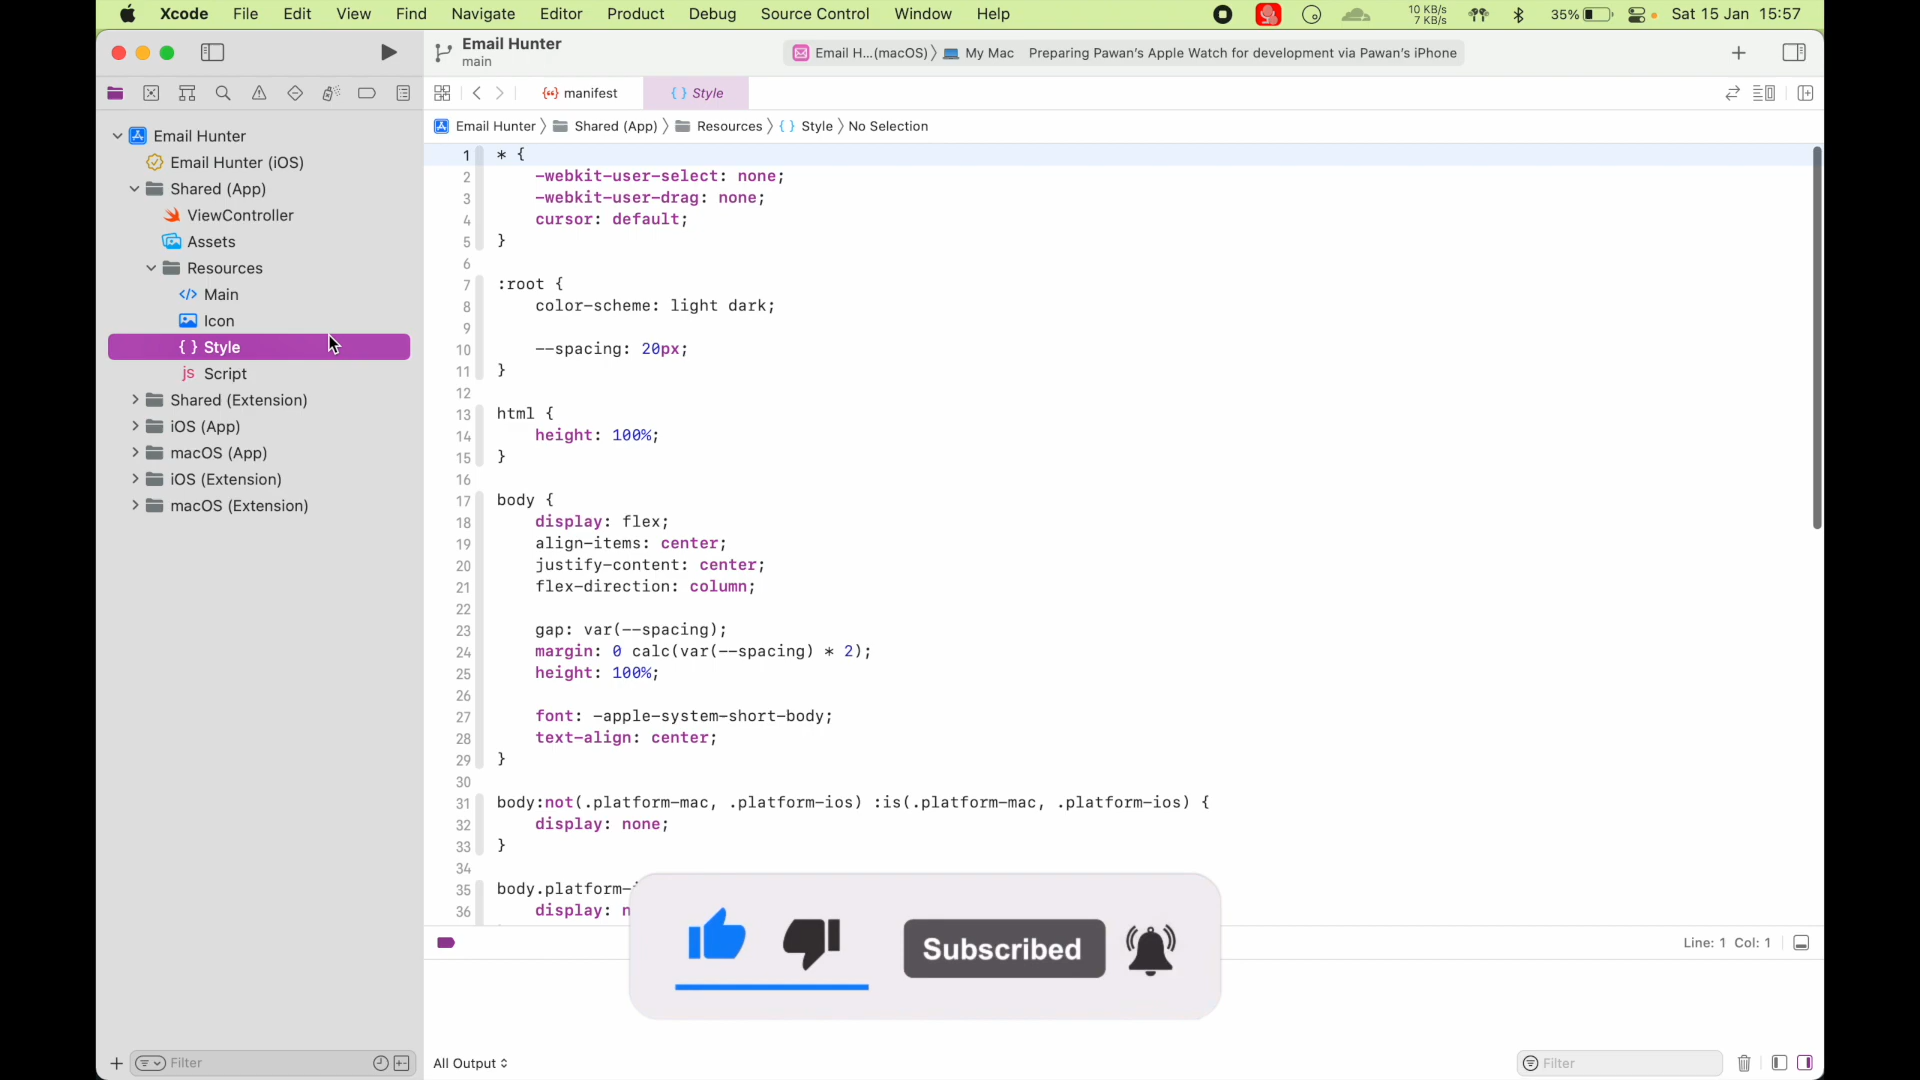 Xcode File Edit View Find Navigate Editor Product Debug Source Control Window Help 10 KB/s 7 KB/s 35% Sat 15 Jan 15:57
Email Hunter
main
Email H...(macOS) My Mac Preparing Pawan's Apple Watch for development via Pawan's iPhone
manifest
{ } Style
Email Hunter Shared (App) Resources { } Style No Selection
Email Hunter
Email Hunter (iOS)
Shared (App)
ViewController
Assets
Resources
</> Main
Icon
{ } Style
js Script
Shared (Extension)
iOS (App)
macOS (App)
iOS (Extension)
macOS (Extension)
Filter
1 * {
2 -webkit-user-select: none;
3 -webkit-user-drag: none;
4 cursor: default;
5 }
6
7 :root {
8 color-scheme: light dark;
9
10 --spacing: 20px;
11 }
12
13 html {
14 height: 100%;
15 }
16
17 body {
18 display: flex;
19 align-items: center;
20 justify-content: center;
21 flex-direction: column;
22
23 gap: var(--spacing);
24 margin: 0 calc(var(--spacing) * 2);
25 height: 100%;
26
27 font: -apple-system-short-body;
28 text-align: center;
29 }
30
31 body:not(.platform-mac, .platform-ios) :is(.platform-mac, .platform-ios) {
32 display: none;
33 }
34
35 body.platform-
36 display: n
Subscribed
Line: 1 Col: 1
All Output
Filter